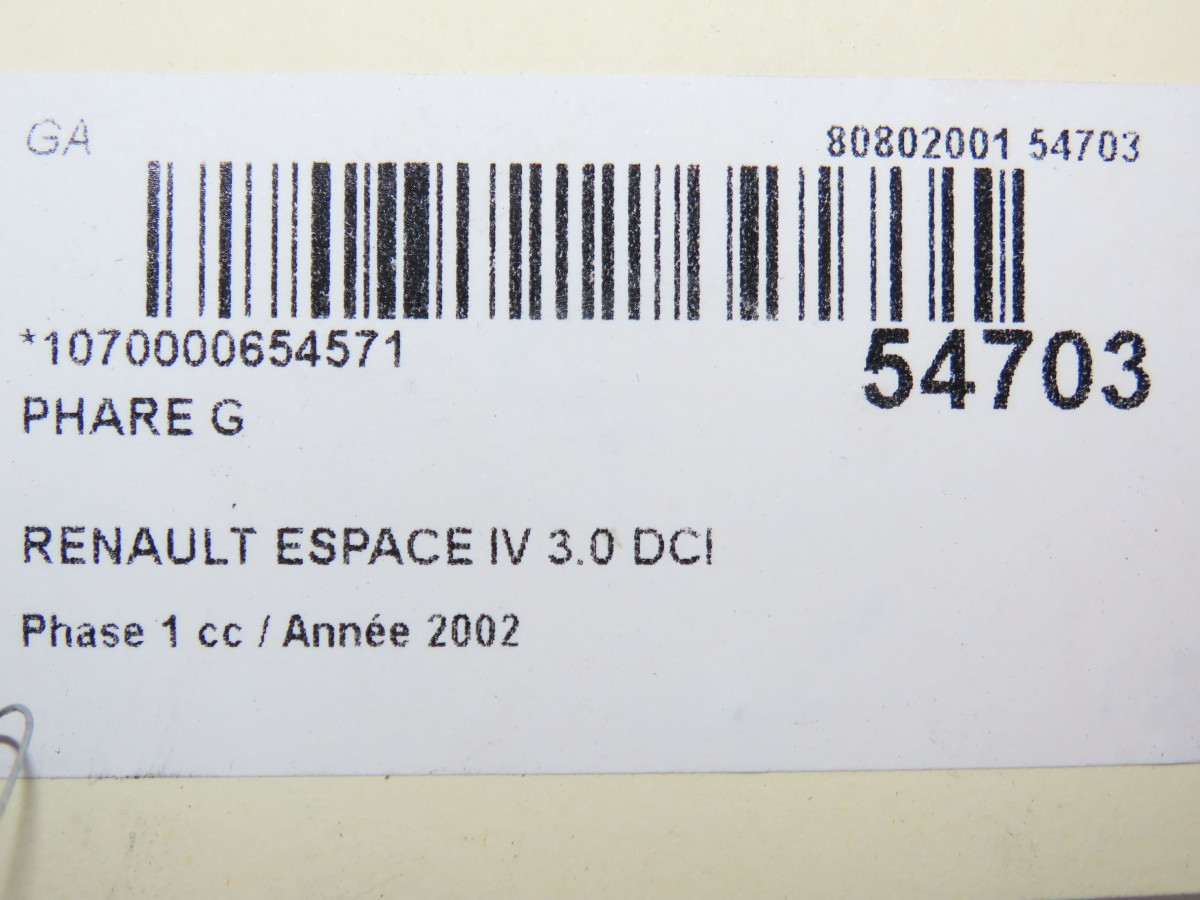 GA
80802001 54703
*1070000654571
54703
PHARE G
RENAULT ESPACE IV 3.0 DCI
Phase 1 cc / Année 2002